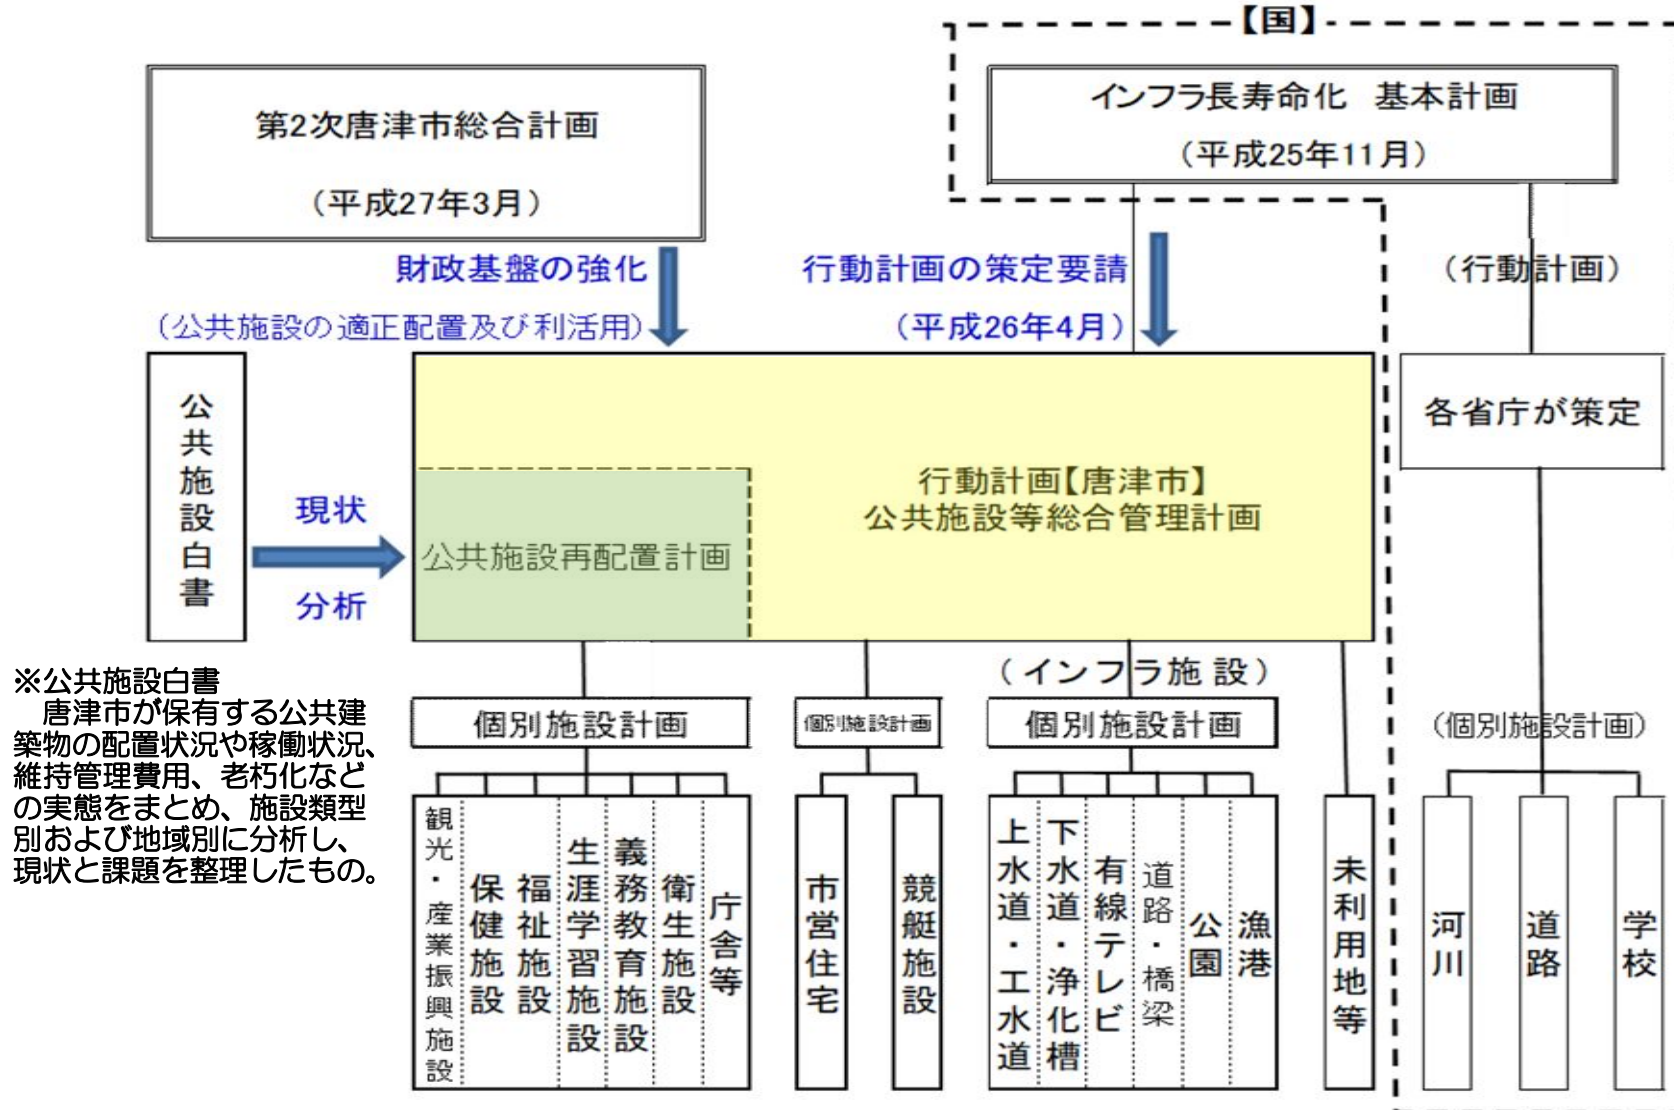 【国】
第2次唐津市総合計画
（平成27年3月）
インフラ長寿命化　基本計画
（平成25年11月）
財政基盤の強化
（公共施設の適正配置及び利活用）
行動計画の策定要請
（平成26年4月）
（行動計画）
公共施設白書
現状
分析
公共施設再配置計画
行動計画【唐津市】
公共施設等総合管理計画
各省庁が策定
※公共施設白書
　唐津市が保有する公共建
築物の配置状況や稼働状況、
維持管理費用、老朽化など
の実態をまとめ、施設類型
別および地域別に分析し、
現状と課題を整理したもの。
個別施設計画
観光・産業振興施設
保健施設
福祉施設
生涯学習施設
義務教育施設
衛生施設
庁舎等
個別施設計画
市営住宅
競艇施設
（インフラ施設）
個別施設計画
上水道・工水道
下水道・浄化槽
有線テレビ
道路・橋梁
公園
漁港
未利用地等
（個別施設計画）
河川
道路
学校